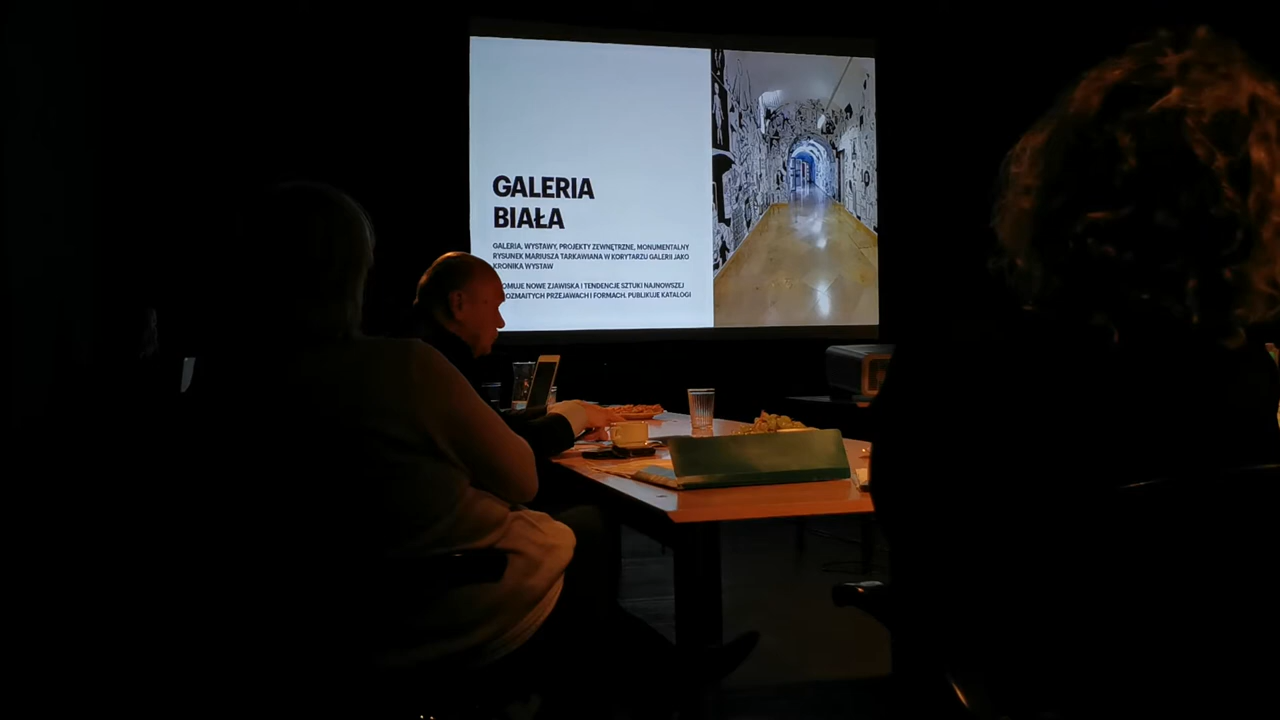 GALERIA
BIAŁA
GALERIA, WYSTAWY, PROJEKTY ZEWNĘTRZNE, MONUMENTALNY
RYSUNEK MARIUSZA TARKAWIANA W KORYTARZU GALERII JAKO
KRONIKA WYSTAW
NOWE ZJAWISKA I TENDENCJE SZTUKI NAJNOWSZEJ
PRZEJAWACH I FORMACH. PUBLIKUJE KATALOGI